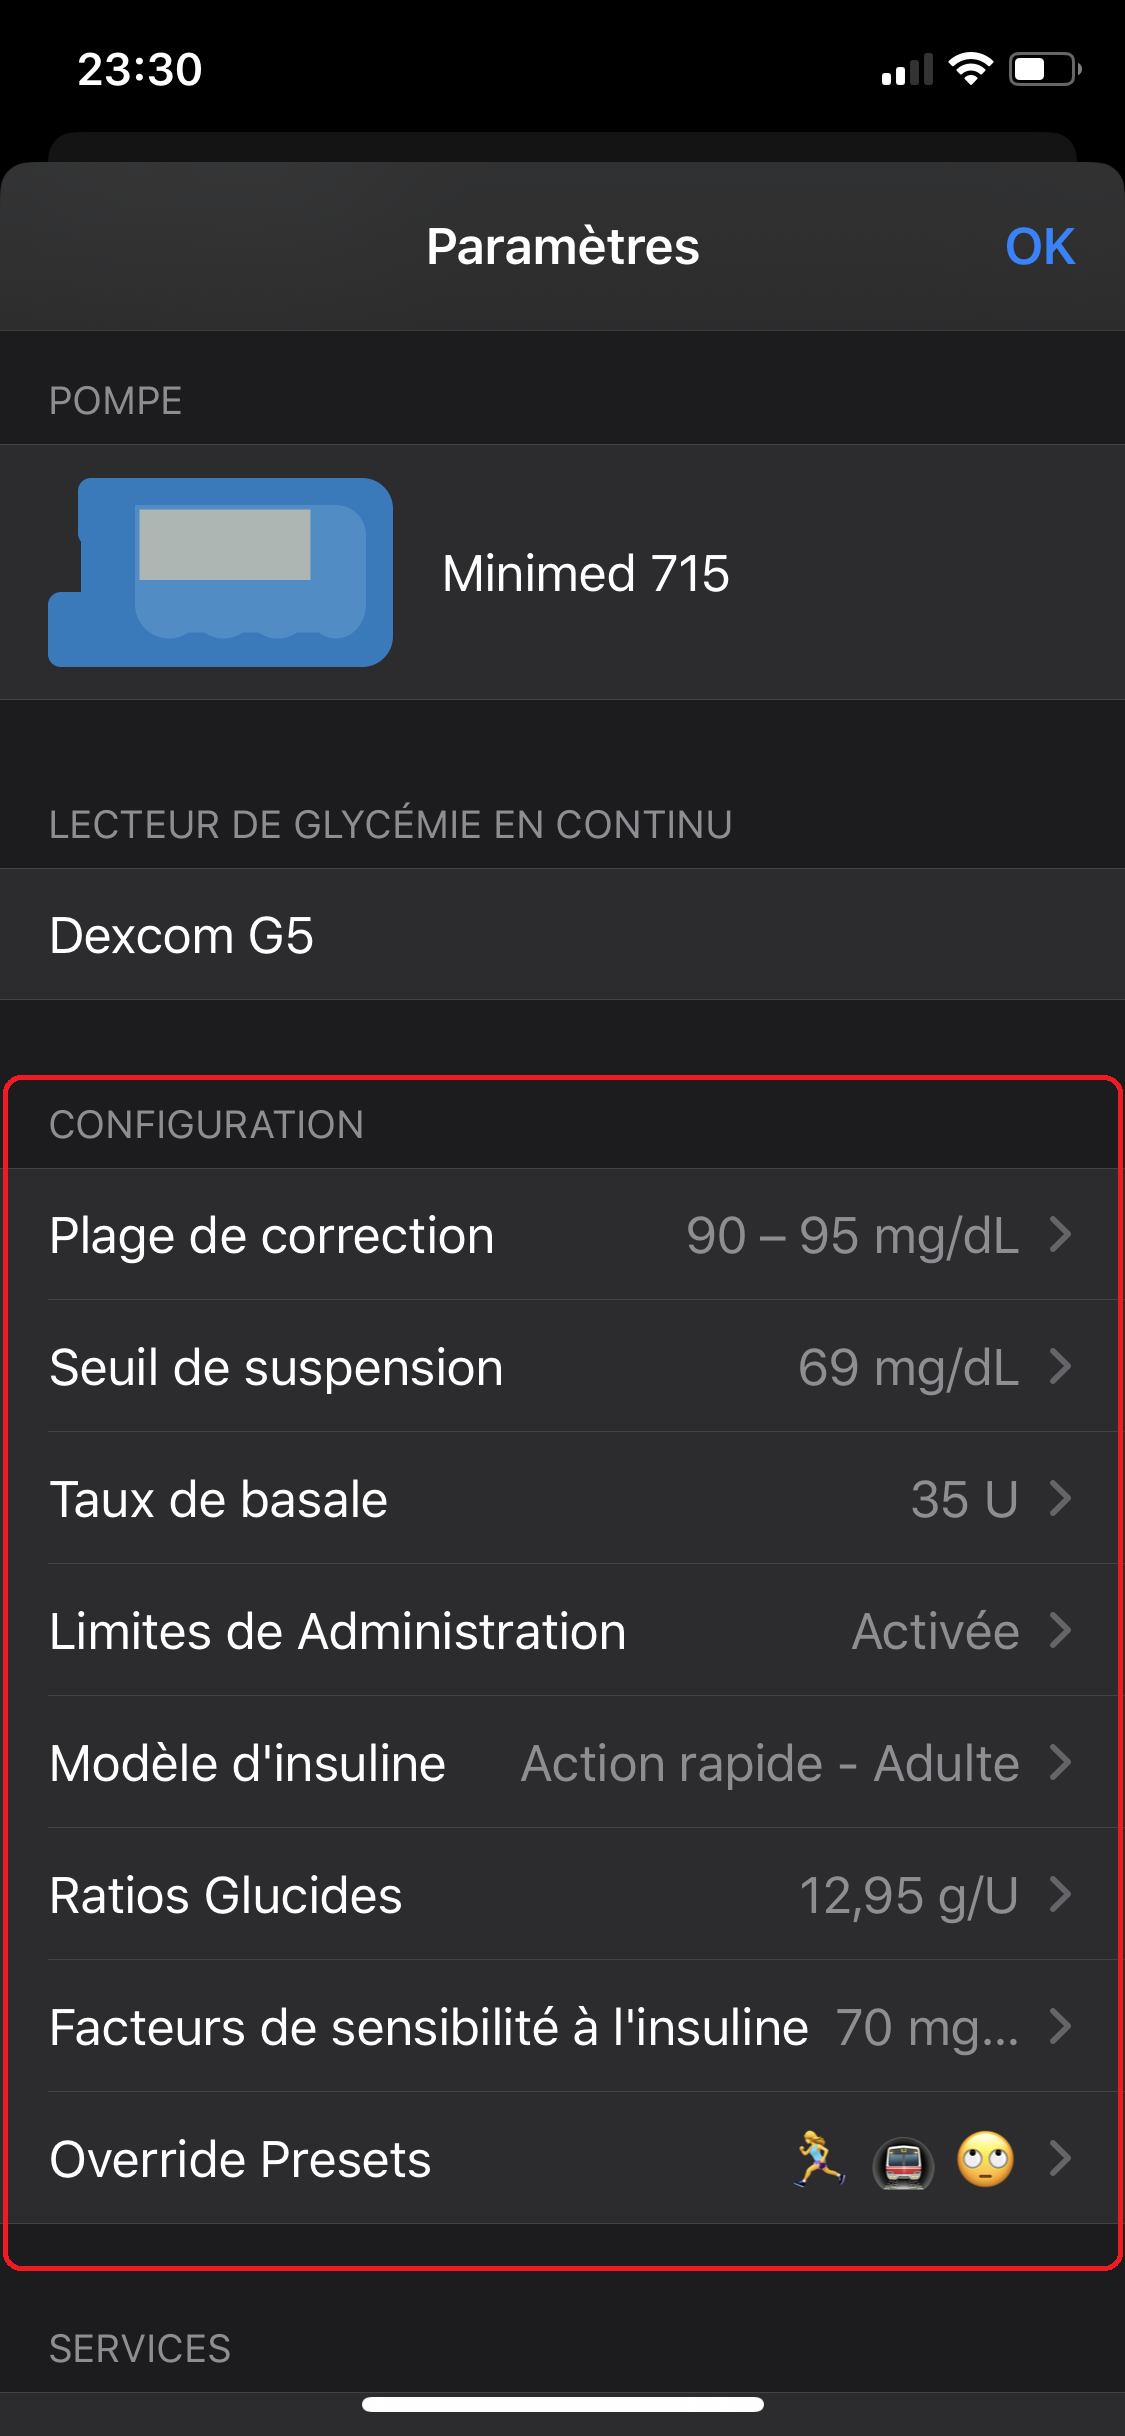 23:30
Paramètres
OK
POMPE
Minimed 715
LECTEUR DE GLYCÉMIE EN CONTINU
Dexcom G5
CONFIGURATION
Plage de correction 90 – 95 mg/dL
Seuil de suspension 69 mg/dL
Taux de basale 35 U
Limites de Administration Activée
Modèle d'insuline Action rapide - Adulte
Ratios Glucides 12,95 g/U
Facteurs de sensibilité à l'insuline 70 mg...
Override Presets 🏃‍♀️ 🚇 🙄
SERVICES